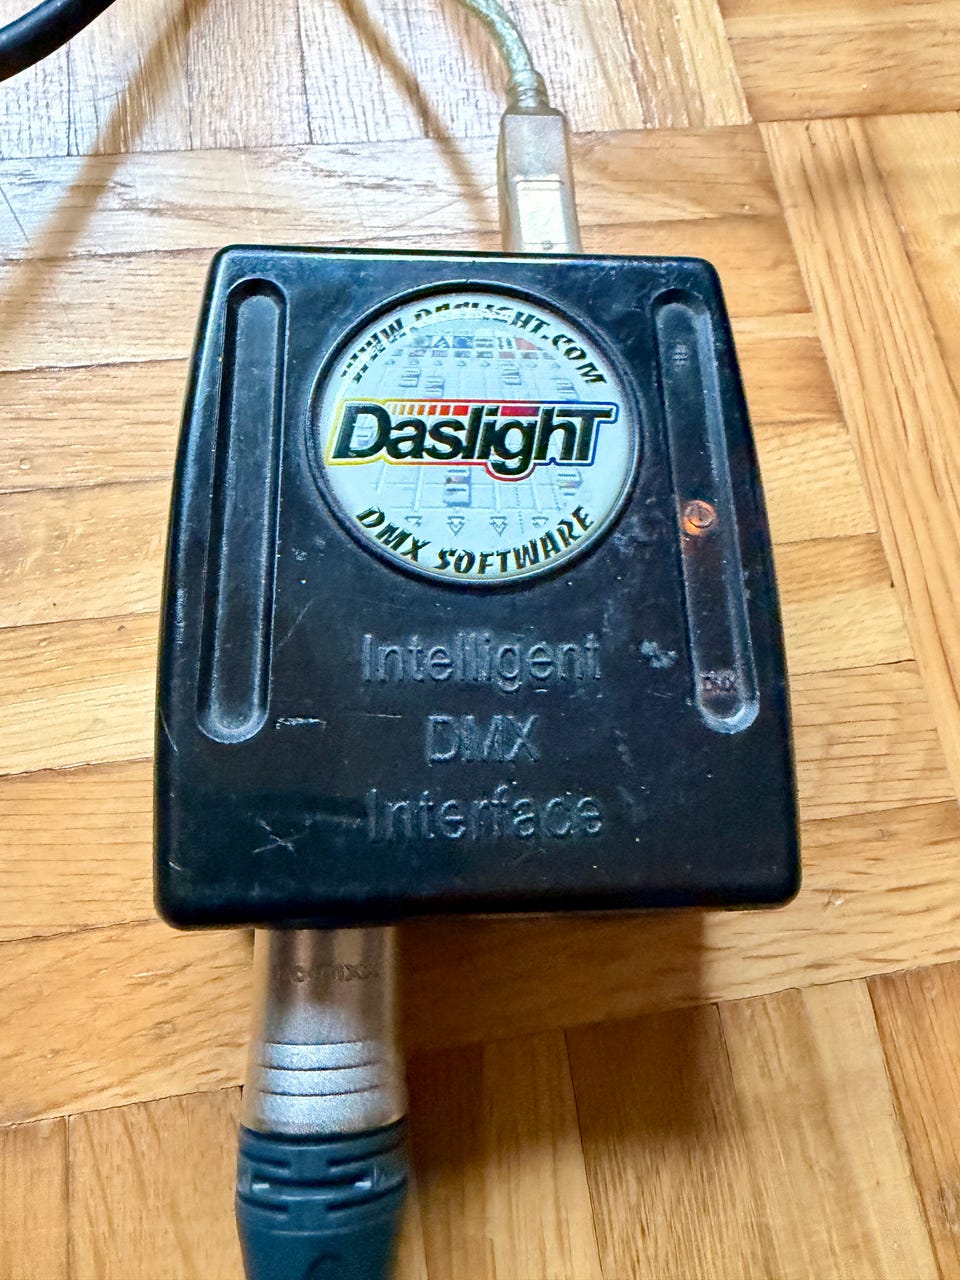 WWW.DASLIGHT.COM
DaslighT
DMX SOFTWARE
Intelligent
DMX
Interface